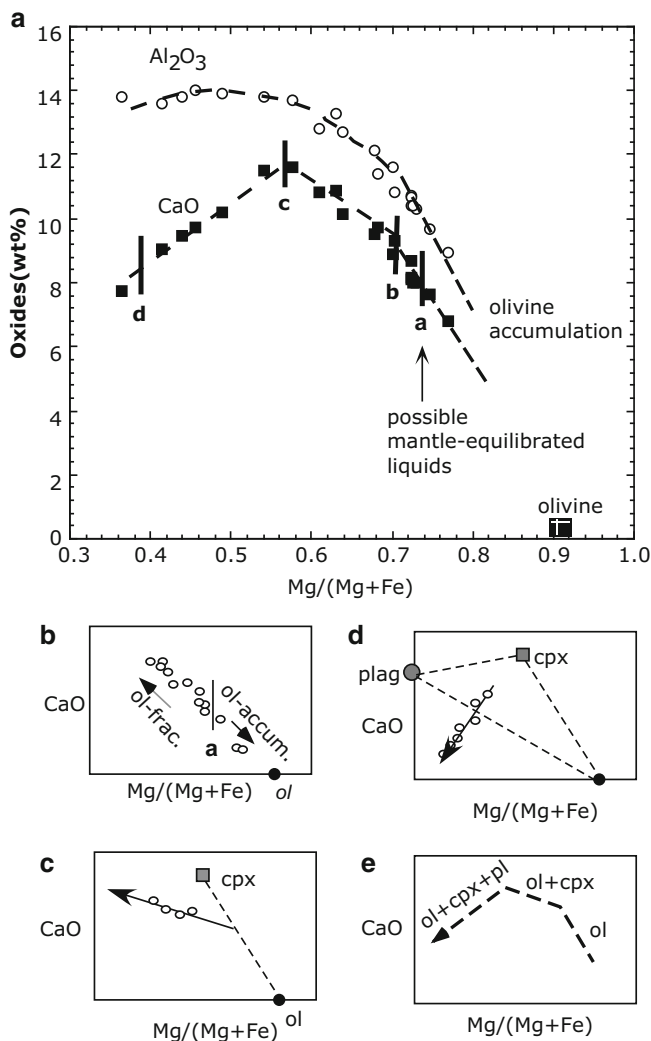 a
16
14
12
10
8
6
4
2
0
Oxides(wt%)
Al2O3
CaO
c
d
b
a
olivine
accumulation
possible
mantle-equilibrated
liquids
olivine
0.3 0.4 0.5 0.6 0.7 0.8 0.9 1.0
Mg/(Mg+Fe)
b
CaO
ol-frac.
ol-accum.
a
ol
Mg/(Mg+Fe)
d
plag
cpx
CaO
Mg/(Mg+Fe)
c
CaO
cpx
ol
Mg/(Mg+Fe)
e
CaO
ol+cpx+pl
ol+cpx
ol
Mg/(Mg+Fe)